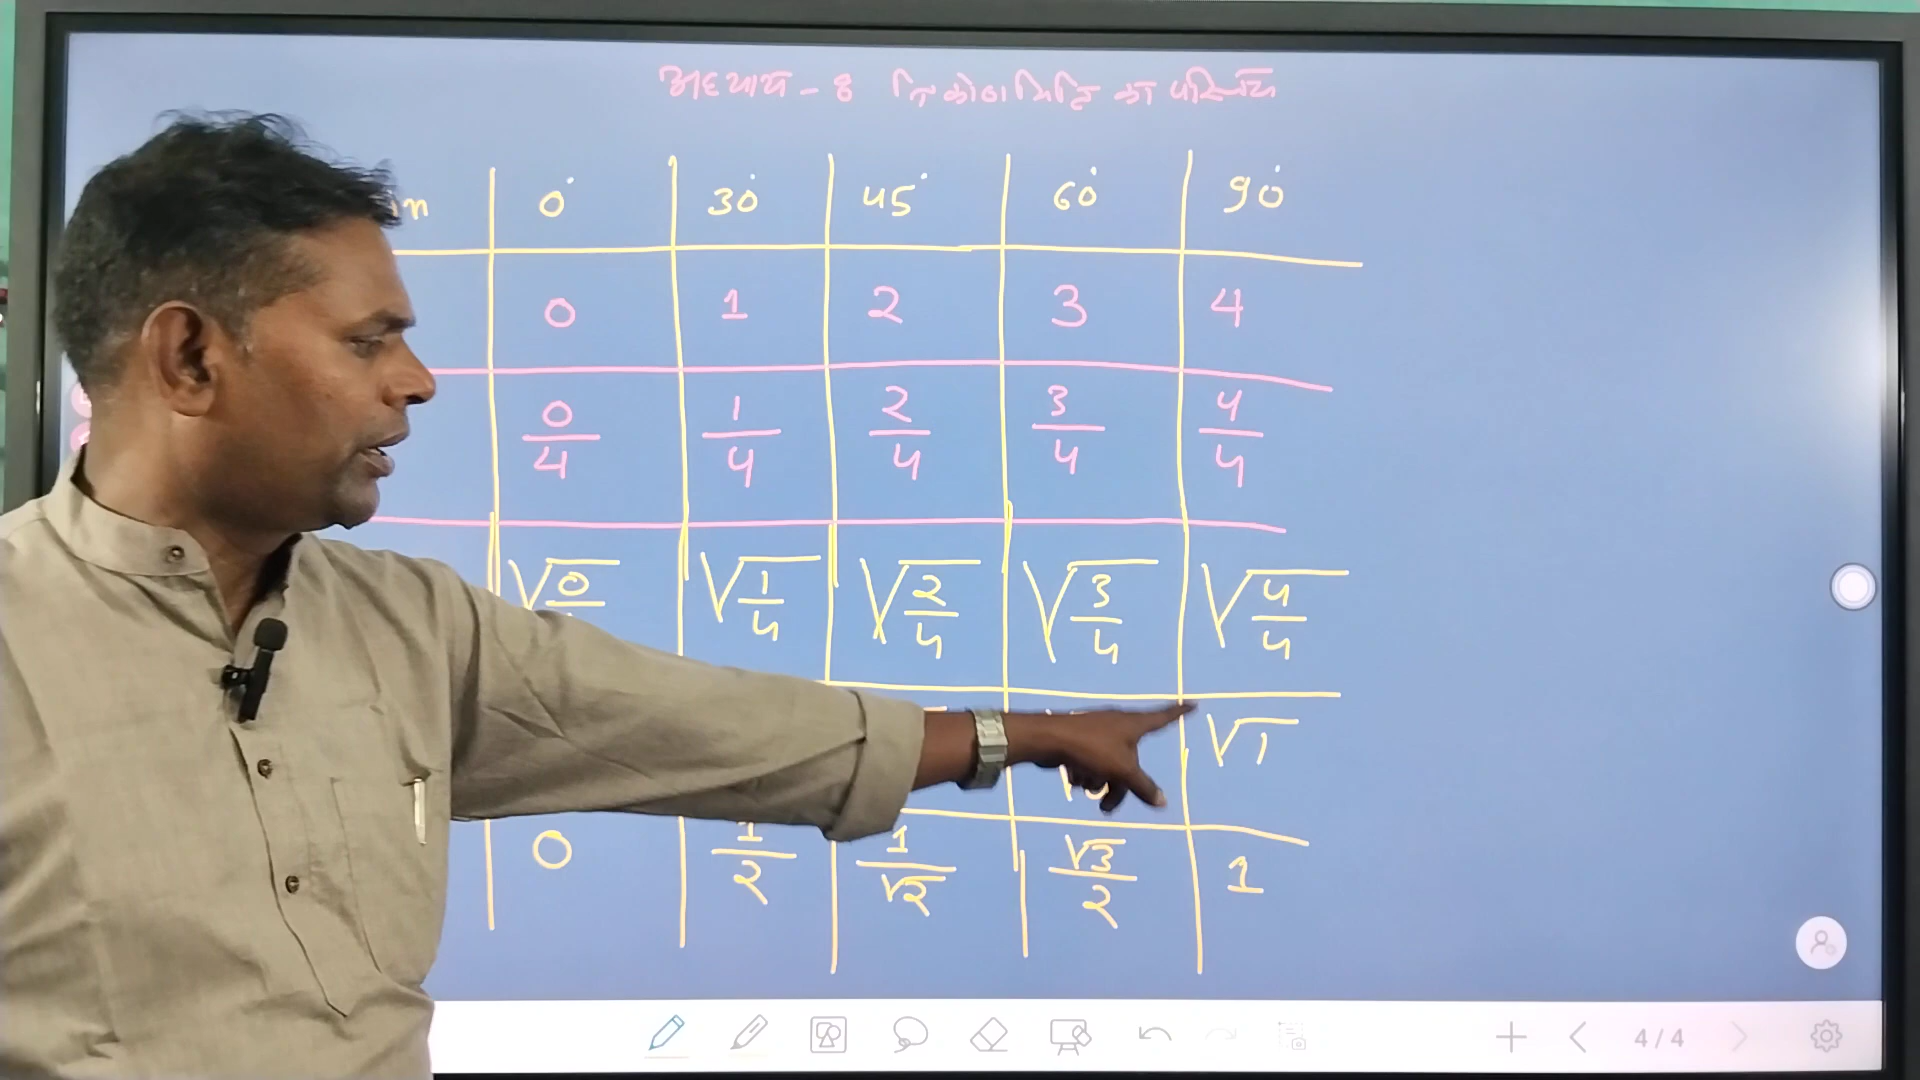 अध्याय - 8 त्रिकोणमिति का परिचय
in 0° 30° 45° 60° 90°
0 1 2 3 4
0/4 1/4 2/4 3/4 4/4
√0 √1/4 √2/4 √3/4 √4/4
√1
0 1/2 1/√2 √3/2 1
4/4